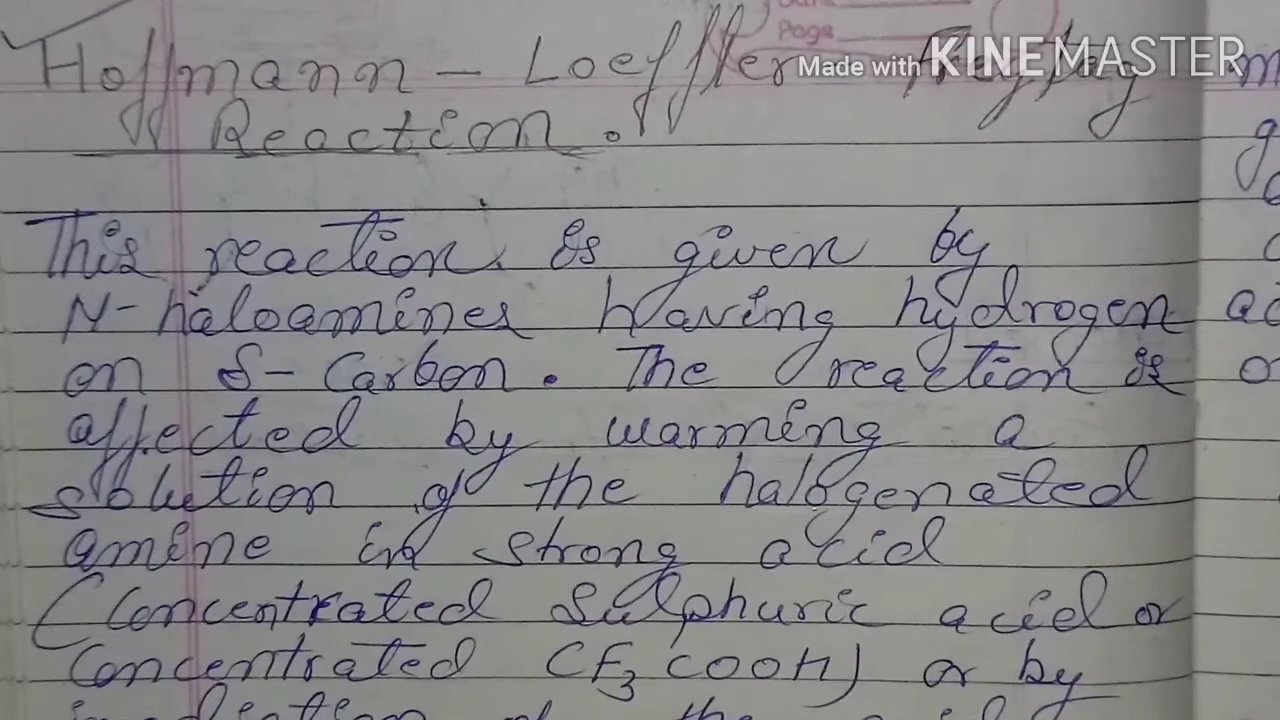 Page
Hoffmann - Loeffler
Made with KINEMASTER
Reaction.
This reaction is given by
N-haloamines having hydrogen
on δ- Carbon. The reaction is
affected by warming a
solution of the halogenated
amine in strong acid
(Concentrated Sulphuric acid or
Concentrated CF3COOH) or by
the